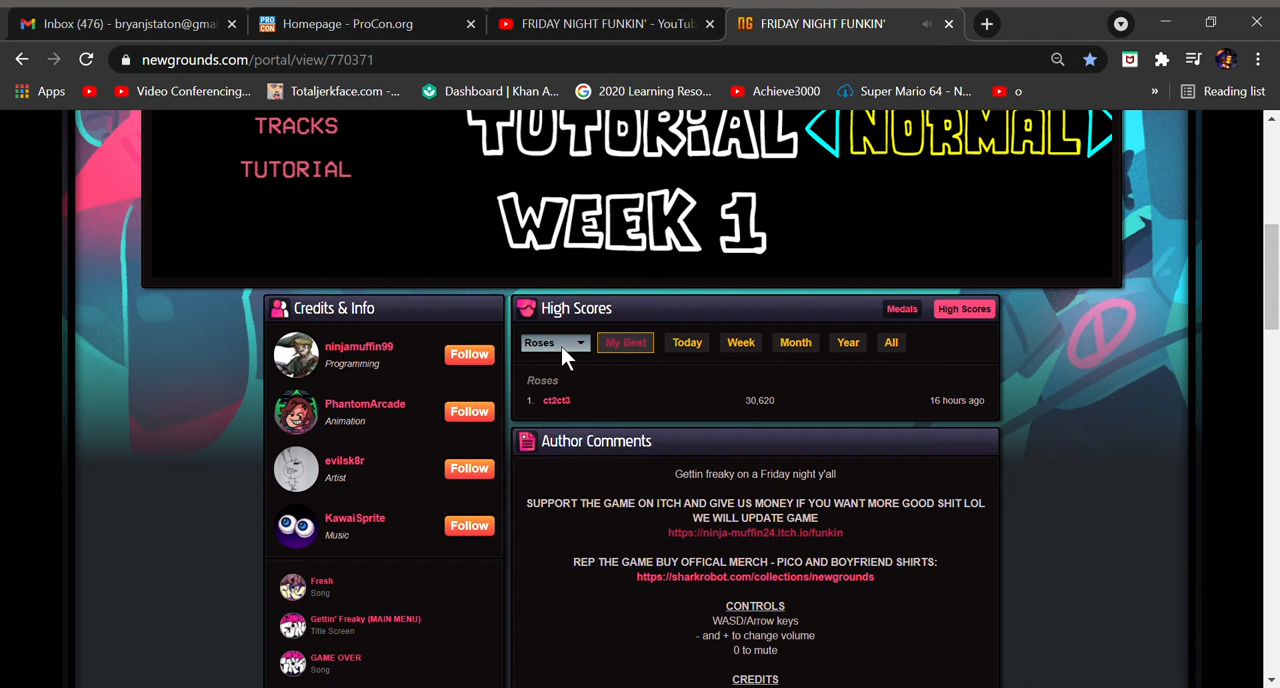 Inbox (476) - bryanjstaton@gmai
Homepage - ProCon.org
FRIDAY NIGHT FUNKIN' - YouTub
FRIDAY NIGHT FUNKIN'
newgrounds.com/portal/view/770371
Apps
Video Conferencing...
Totaljerkface.com -...
Dashboard | Khan A...
2020 Learning Reso...
Achieve3000
Super Mario 64 - N...
o
»
Reading list
TRACKS
TUTORIAL
TUTORIAL
NORMAL
WEEK 1
Credits & Info
ninjamuffin99
Programming
Follow
PhantomArcade
Animation
Follow
evilsk8r
Artist
Follow
KawaiSprite
Music
Follow
Fresh
Song
Gettin' Freaky (MAIN MENU)
Title Screen
GAME OVER
Song
High Scores
Medals
High Scores
Roses
My Best
Today
Week
Month
Year
All
Roses
1. ct2ct3 30,620 16 hours ago
Author Comments
Gettin freaky on a Friday night y'all
SUPPORT THE GAME ON ITCH AND GIVE US MONEY IF YOU WANT MORE GOOD SHIT LOL
WE WILL UPDATE GAME
https://ninja-muffin24.itch.io/funkin
REP THE GAME BUY OFFICAL MERCH - PICO AND BOYFRIEND SHIRTS:
https://sharkrobot.com/collections/newgrounds
CONTROLS
WASD/Arrow keys
- and + to change volume
0 to mute
CREDITS